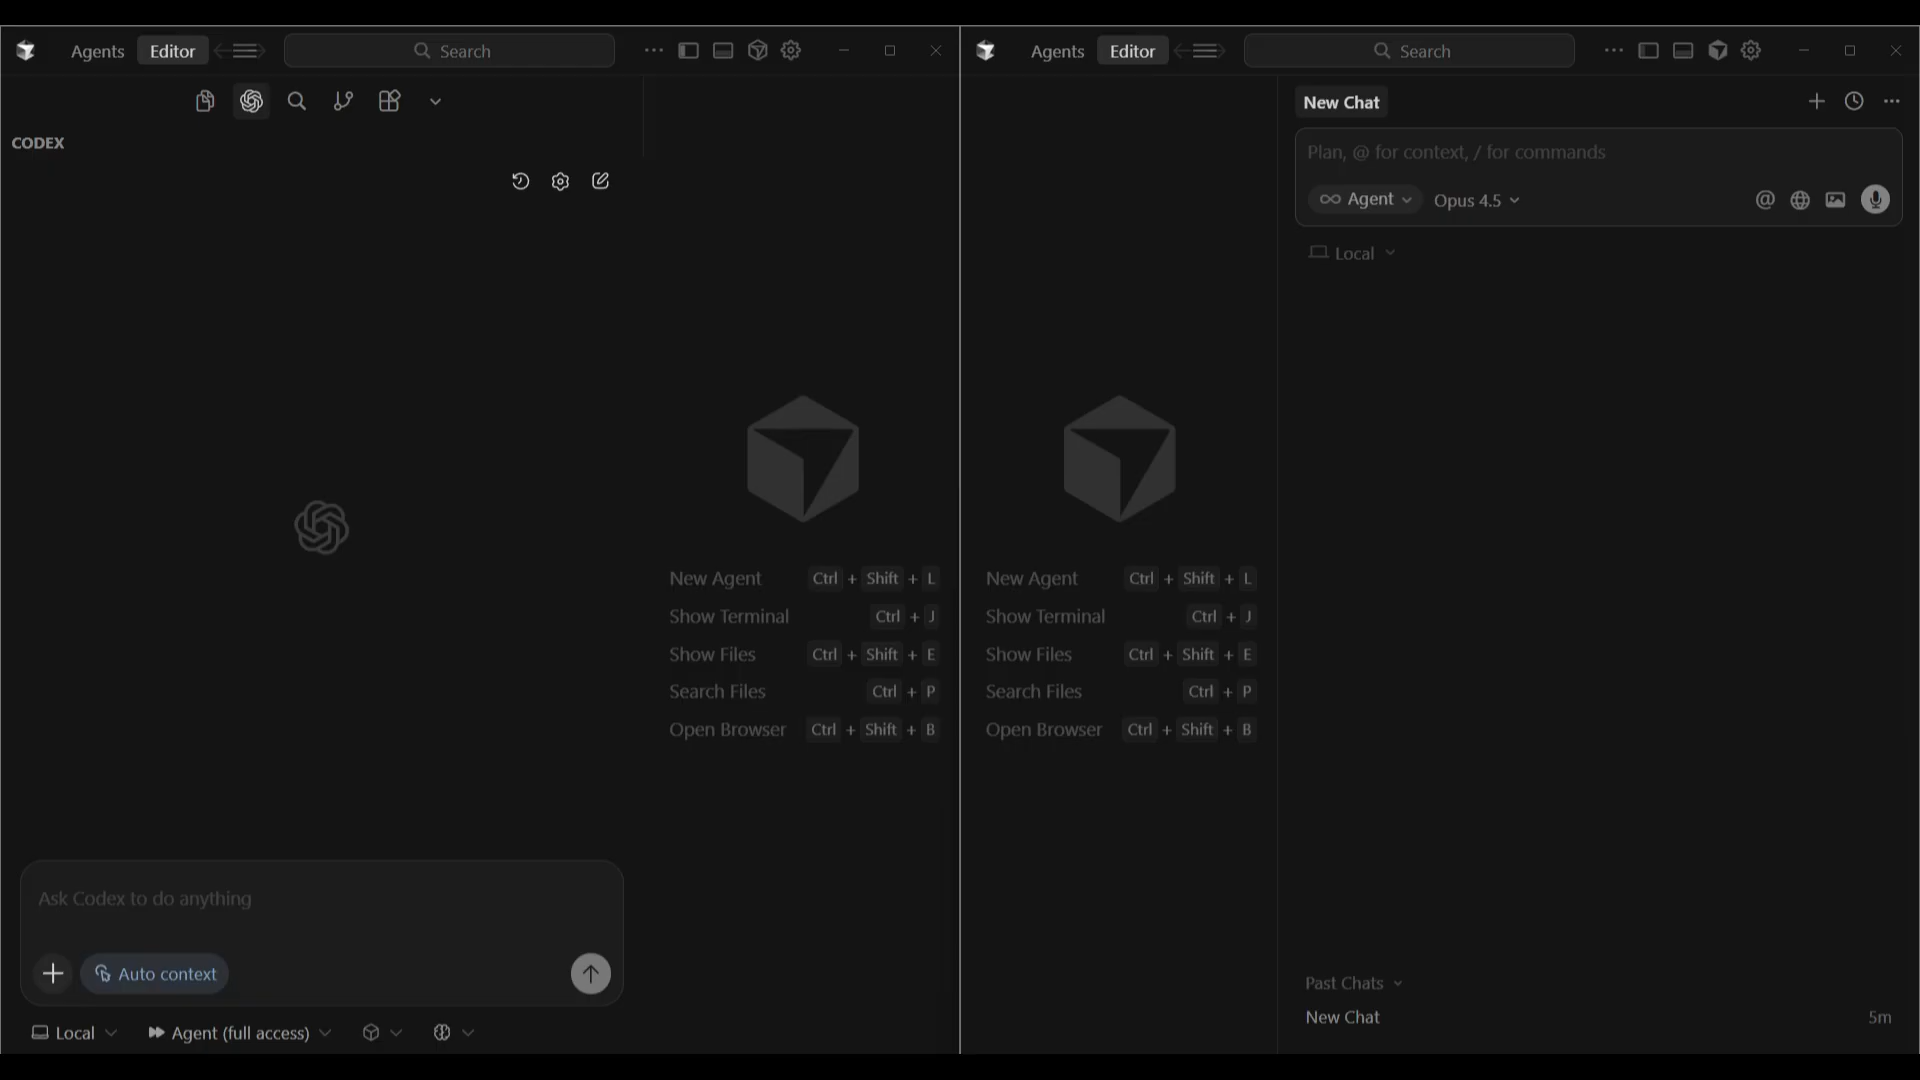 Agents Editor Search
CODEX
New Agent Ctrl + Shift + L
Show Terminal Ctrl + J
Show Files Ctrl + Shift + E
Search Files Ctrl + P
Open Browser Ctrl + Shift + B
Ask Codex to do anything
Auto context
Local Agent (full access)
Agents Editor Search
New Agent Ctrl + Shift + L
Show Terminal Ctrl + J
Show Files Ctrl + Shift + E
Search Files Ctrl + P
Open Browser Ctrl + Shift + B
New Chat
Plan, @ for context, / for commands
Agent Opus 4.5 @
Local
Past Chats
New Chat 5m